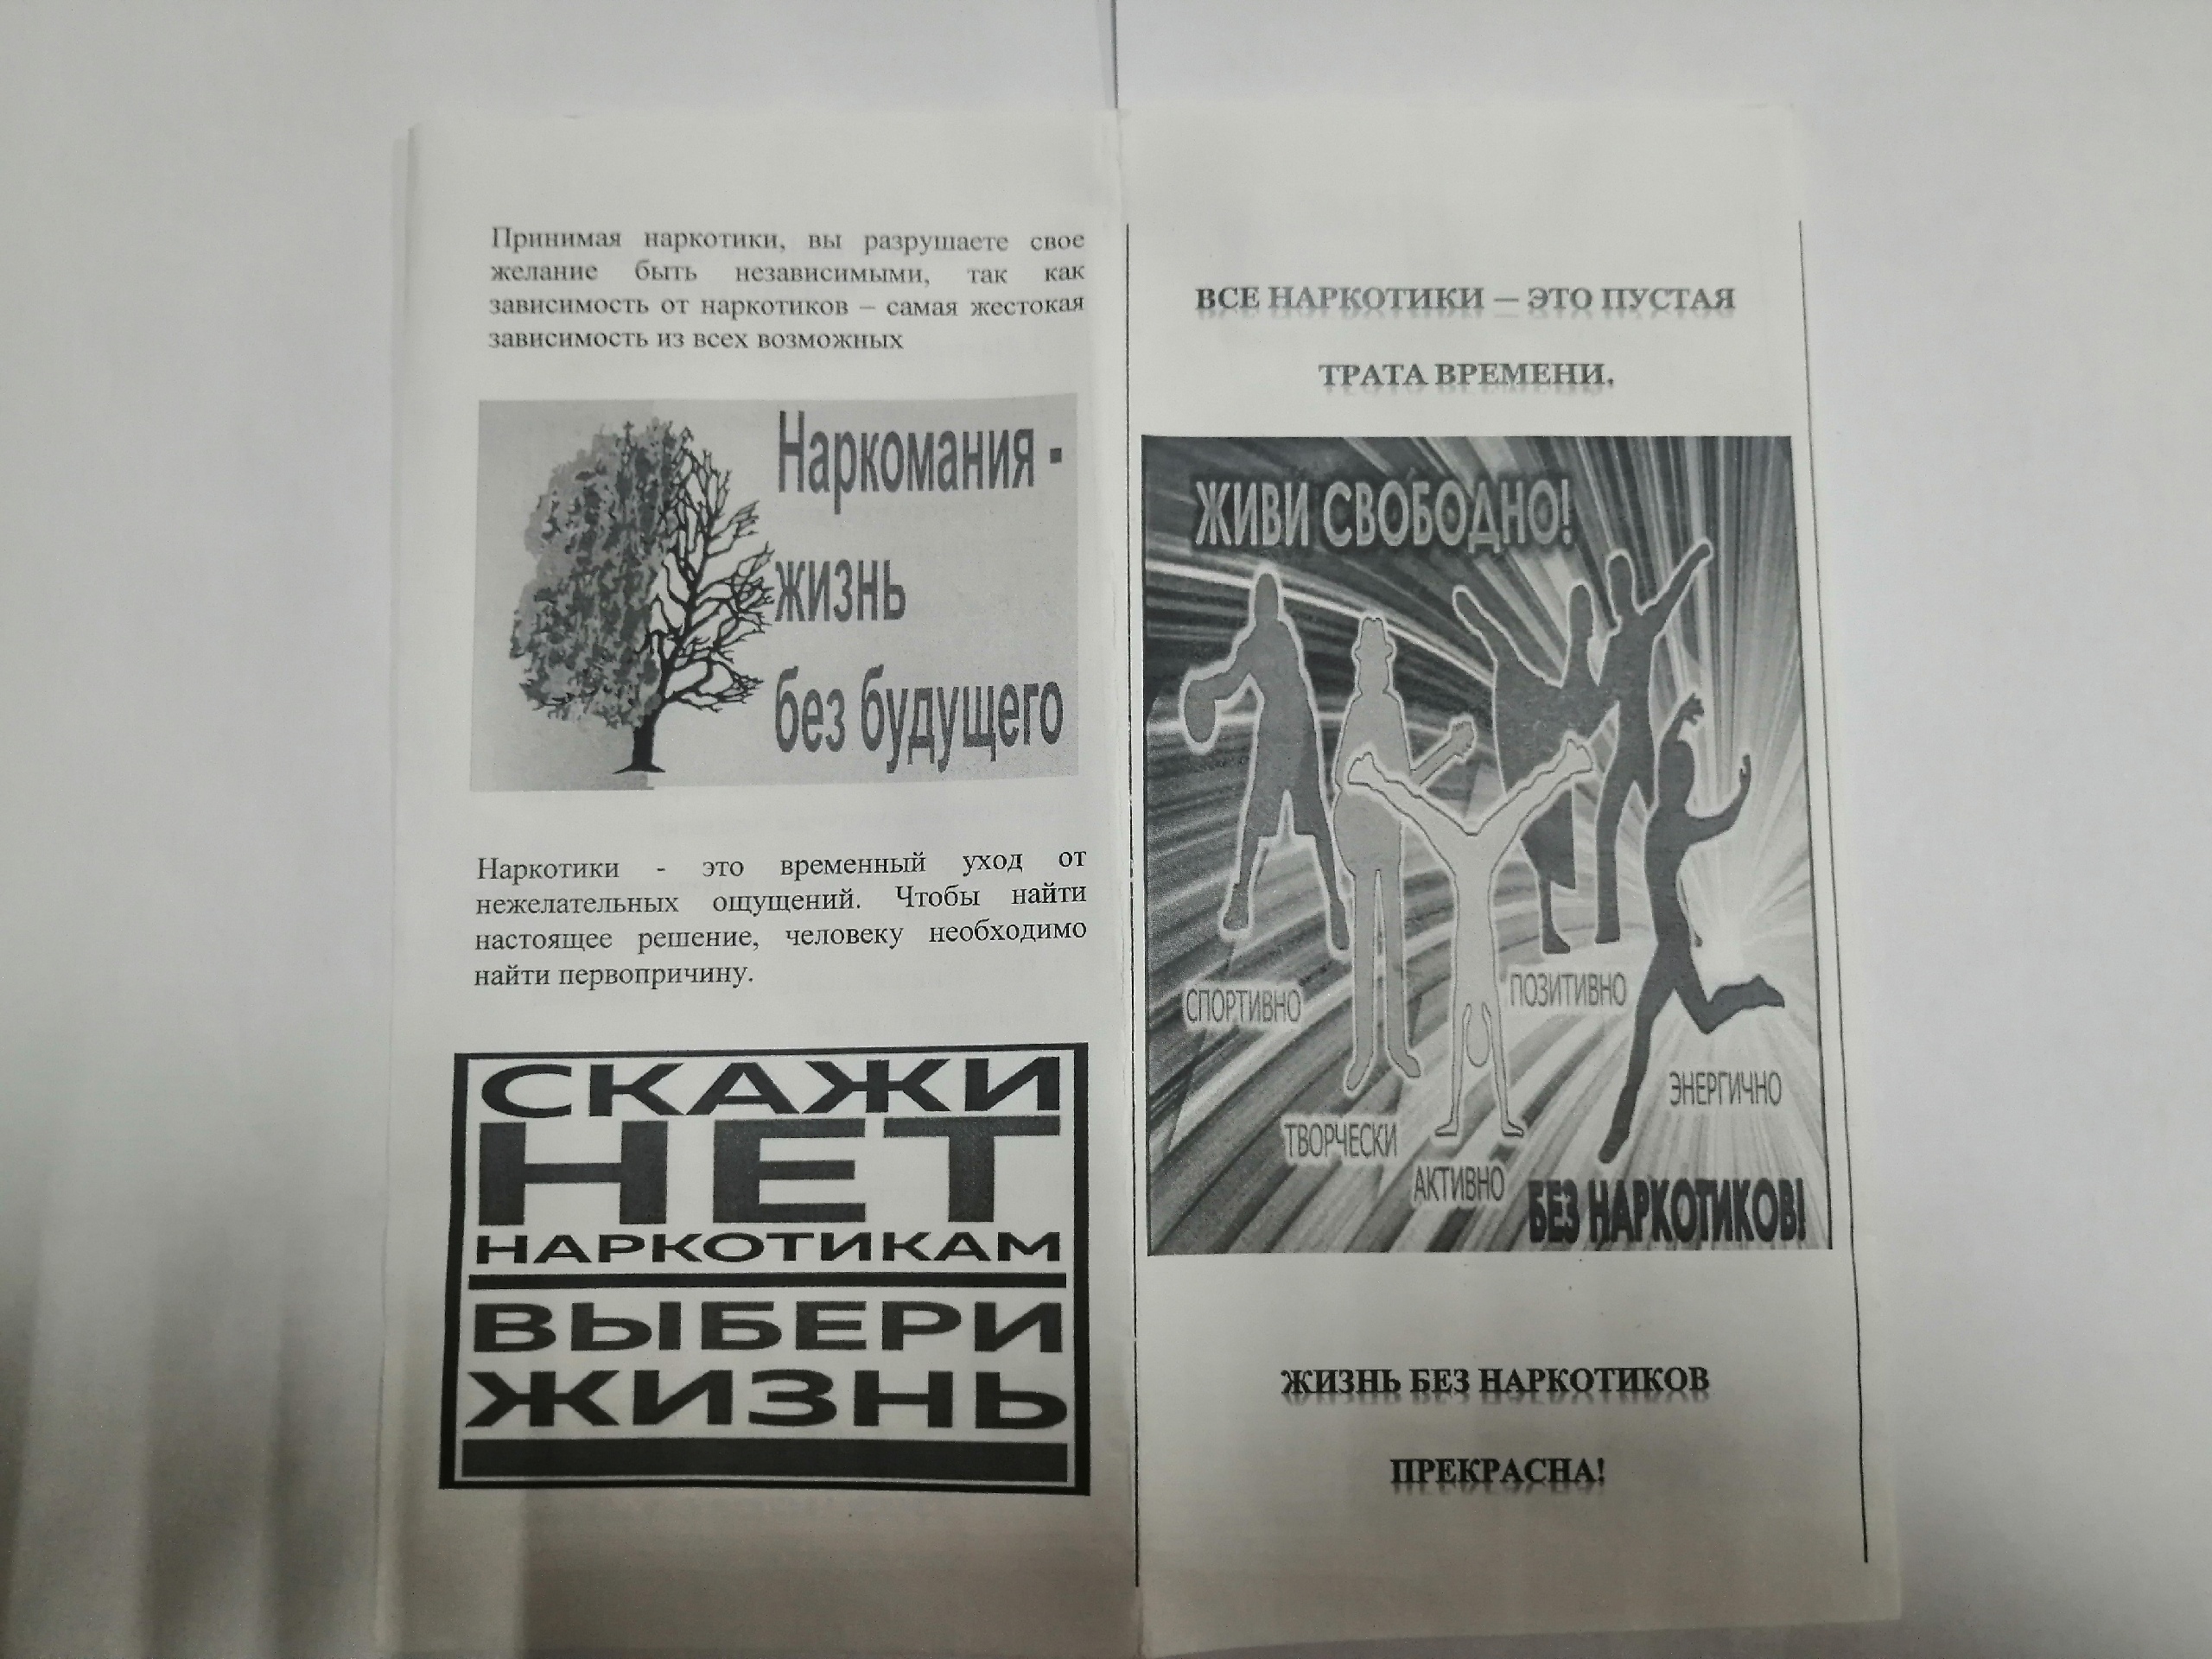 Принимая наркотики, вы разрушаете свое
желание быть независимыми, так как
зависимость от наркотиков – самая жестокая
зависимость из всех возможных
Наркомания -
жизнь
без будущего
Наркотики - это временный уход от
нежелательных ощущений. Чтобы найти
настоящее решение, человеку необходимо
найти первопричину.
СКАЖИ
НЕТ
НАРКОТИКАМ
ВЫБЕРИ
ЖИЗНЬ
ВСЕ НАРКОТИКИ — ЭТО ПУСТАЯ
ТРАТА ВРЕМЕНИ.
ЖИВИ СВОБОДНО!
СПОРТИВНО
ПОЗИТИВНО
ЭНЕРГИЧНО
ТВОРЧЕСКИ
АКТИВНО
БЕЗ НАРКОТИКОВ!
ЖИЗНЬ БЕЗ НАРКОТИКОВ
ПРЕКРАСНА!